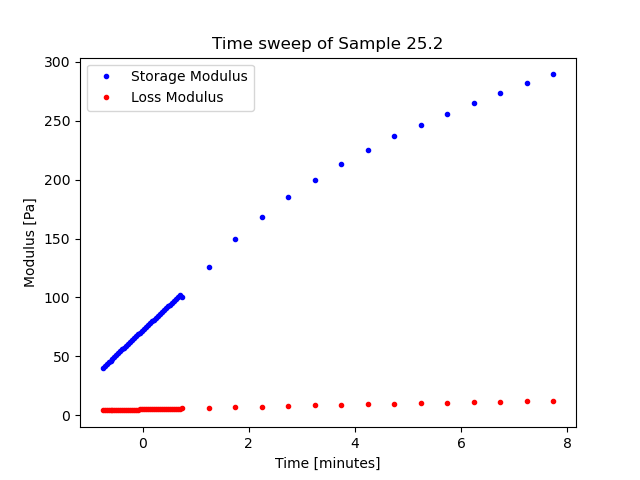 Time sweep of Sample 25.2
Storage Modulus
Loss Modulus
300
250
200
150
100
50
0
Modulus [Pa]
0 2 4 6 8
Time [minutes]